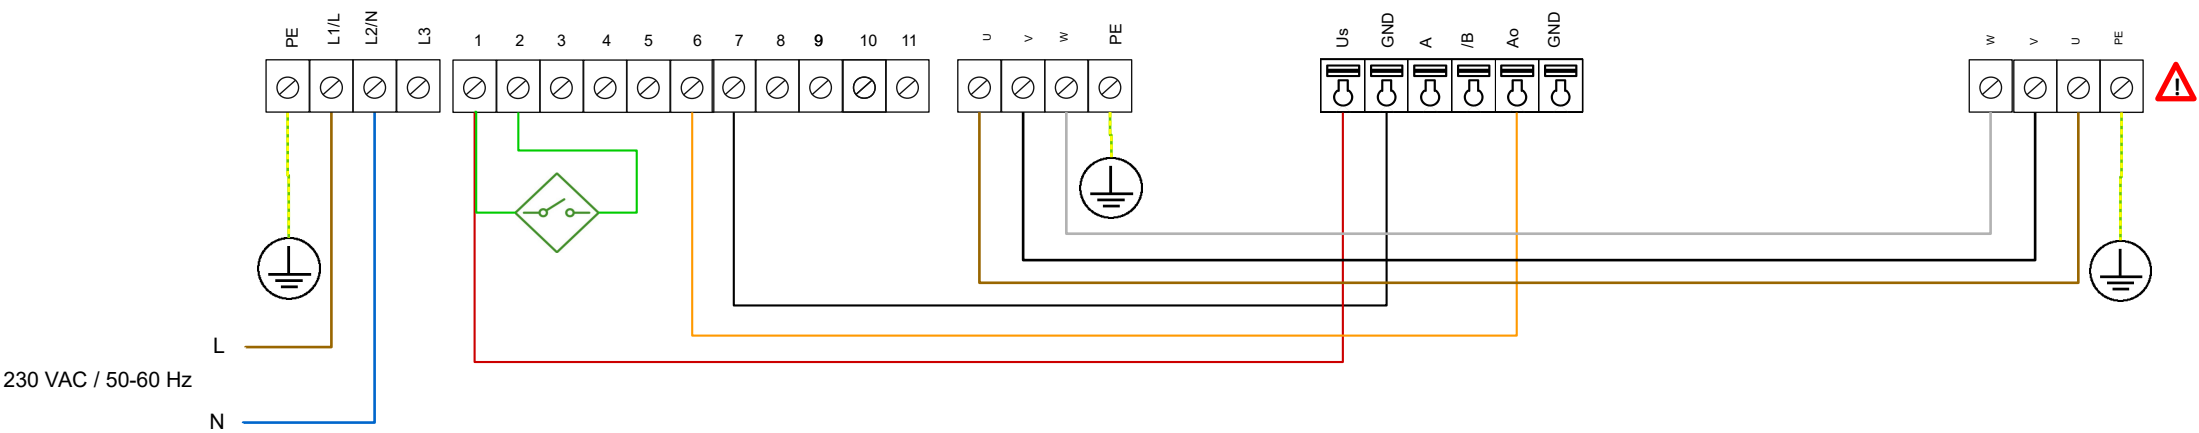 PE
L1/L
L2/N
L3
1
2
3
4
5
6
7
8
9
10
11
U
V
W
PE
Us
GND
A
/B
Ao
GND
W
V
U
PE
!
L
230 VAC / 50-60 Hz
N